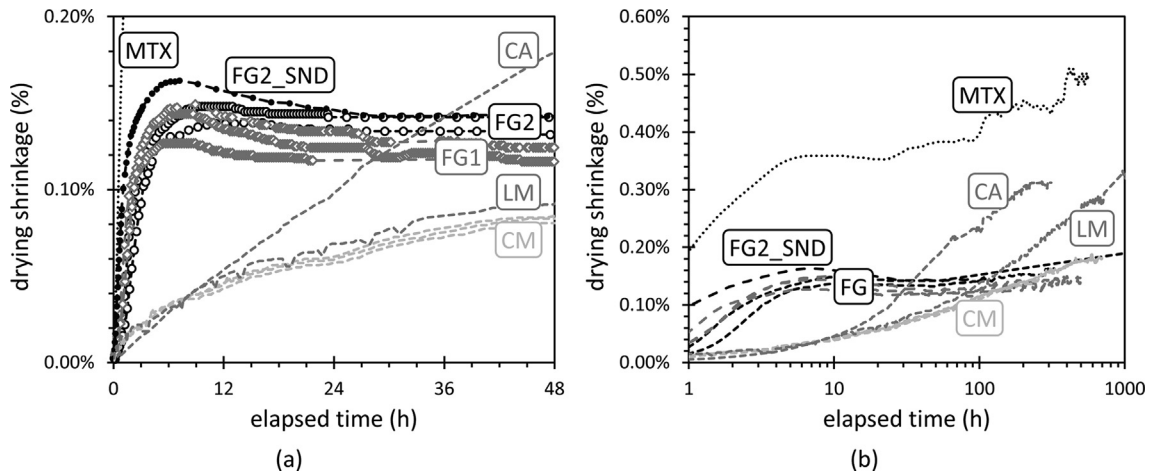 0.20%
0.10%
0.00%
drying shrinkage (%)
MTX
FG2_SND
CA
FG2
FG1
LM
CM
0 12 24 36 48
elapsed time (h)
(a)
0.60%
0.50%
0.40%
0.30%
0.20%
0.10%
0.00%
drying shrinkage (%)
MTX
CA
LM
FG2_SND
FG
CM
1 10 100 1000
elapsed time (h)
(b)